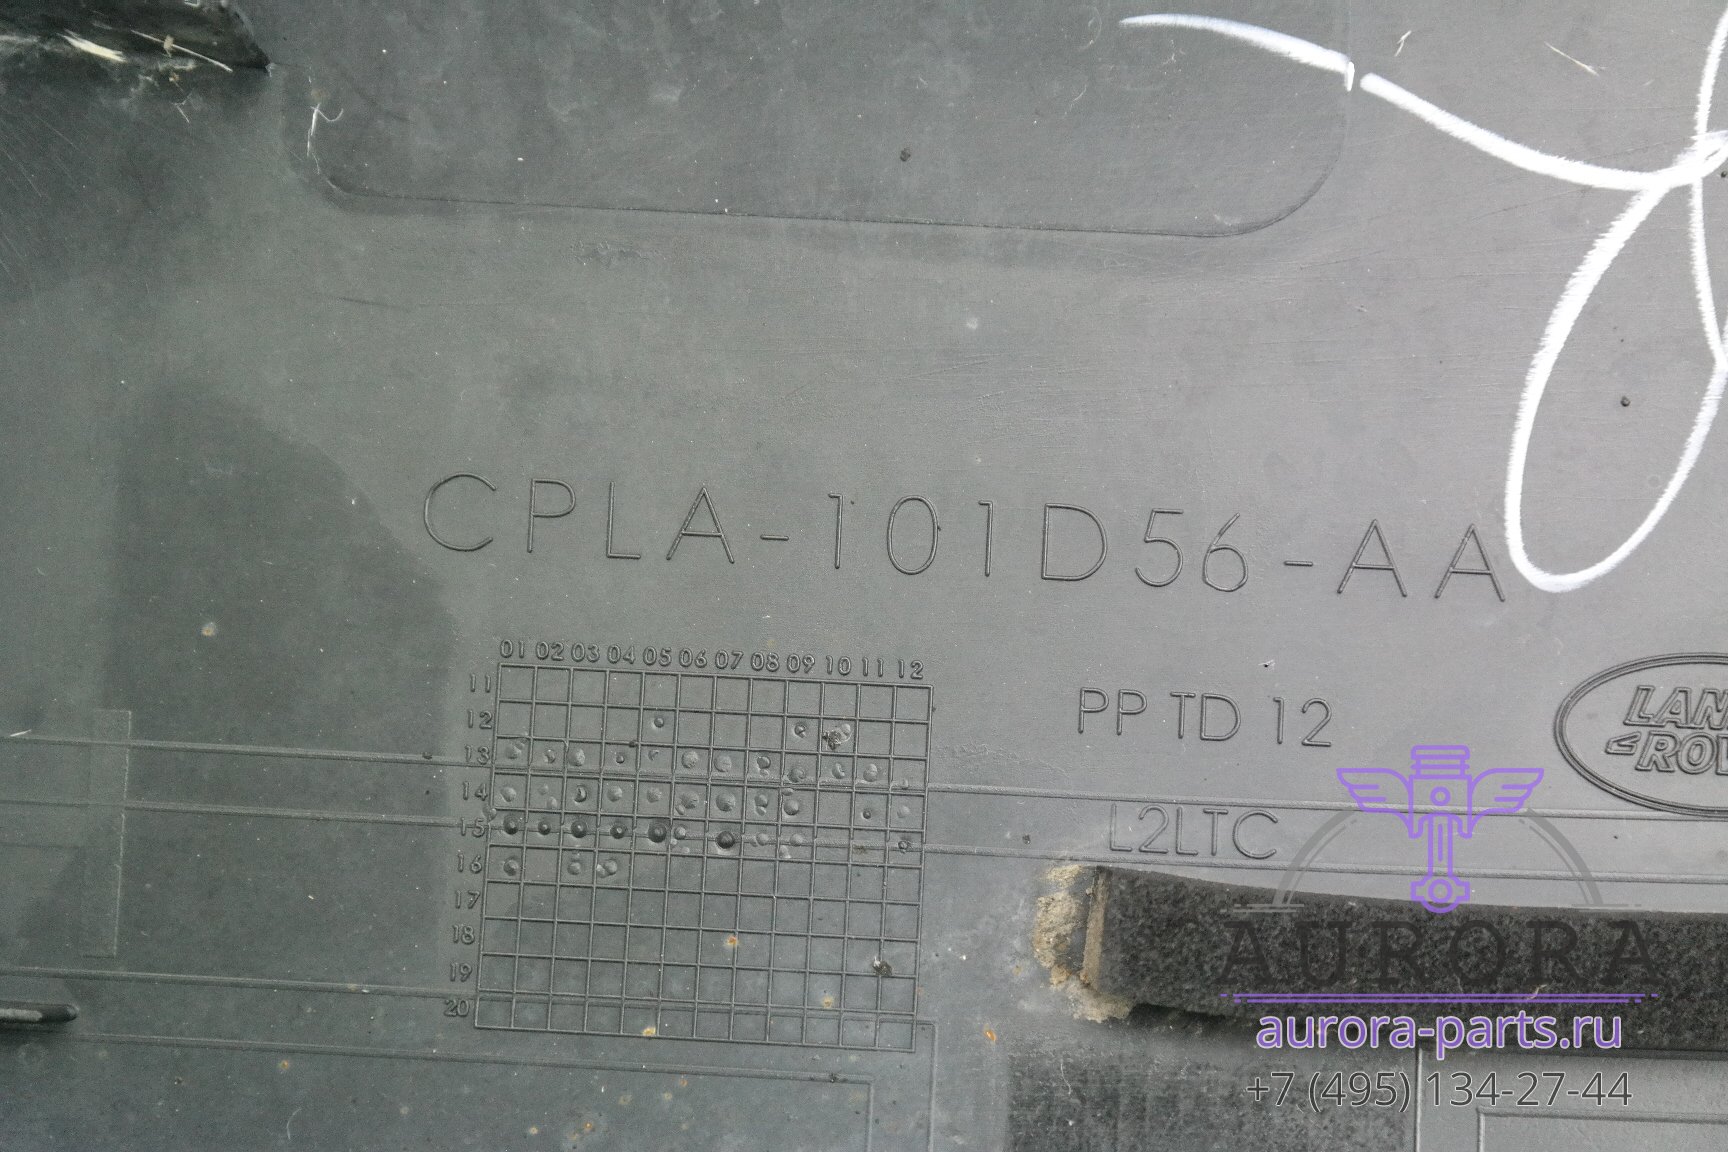 CPLA-101D56-AA
01 02 03 04 05 06 07 08 09 10 11 12
11
12
13
14
15
16
17
18
19
20
PP TD 12
LAN
ROV
L2LTC
AURORA
aurora-parts.ru
+7 (495) 134-27-44